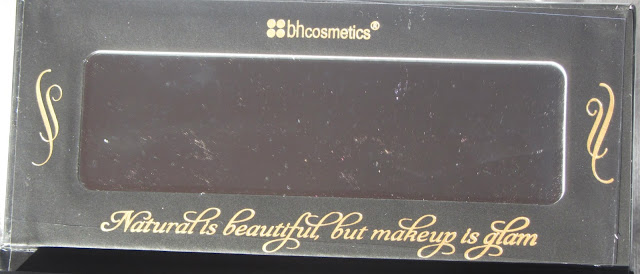 bhcosmetics®
Natural is beautiful, but makeup is glam